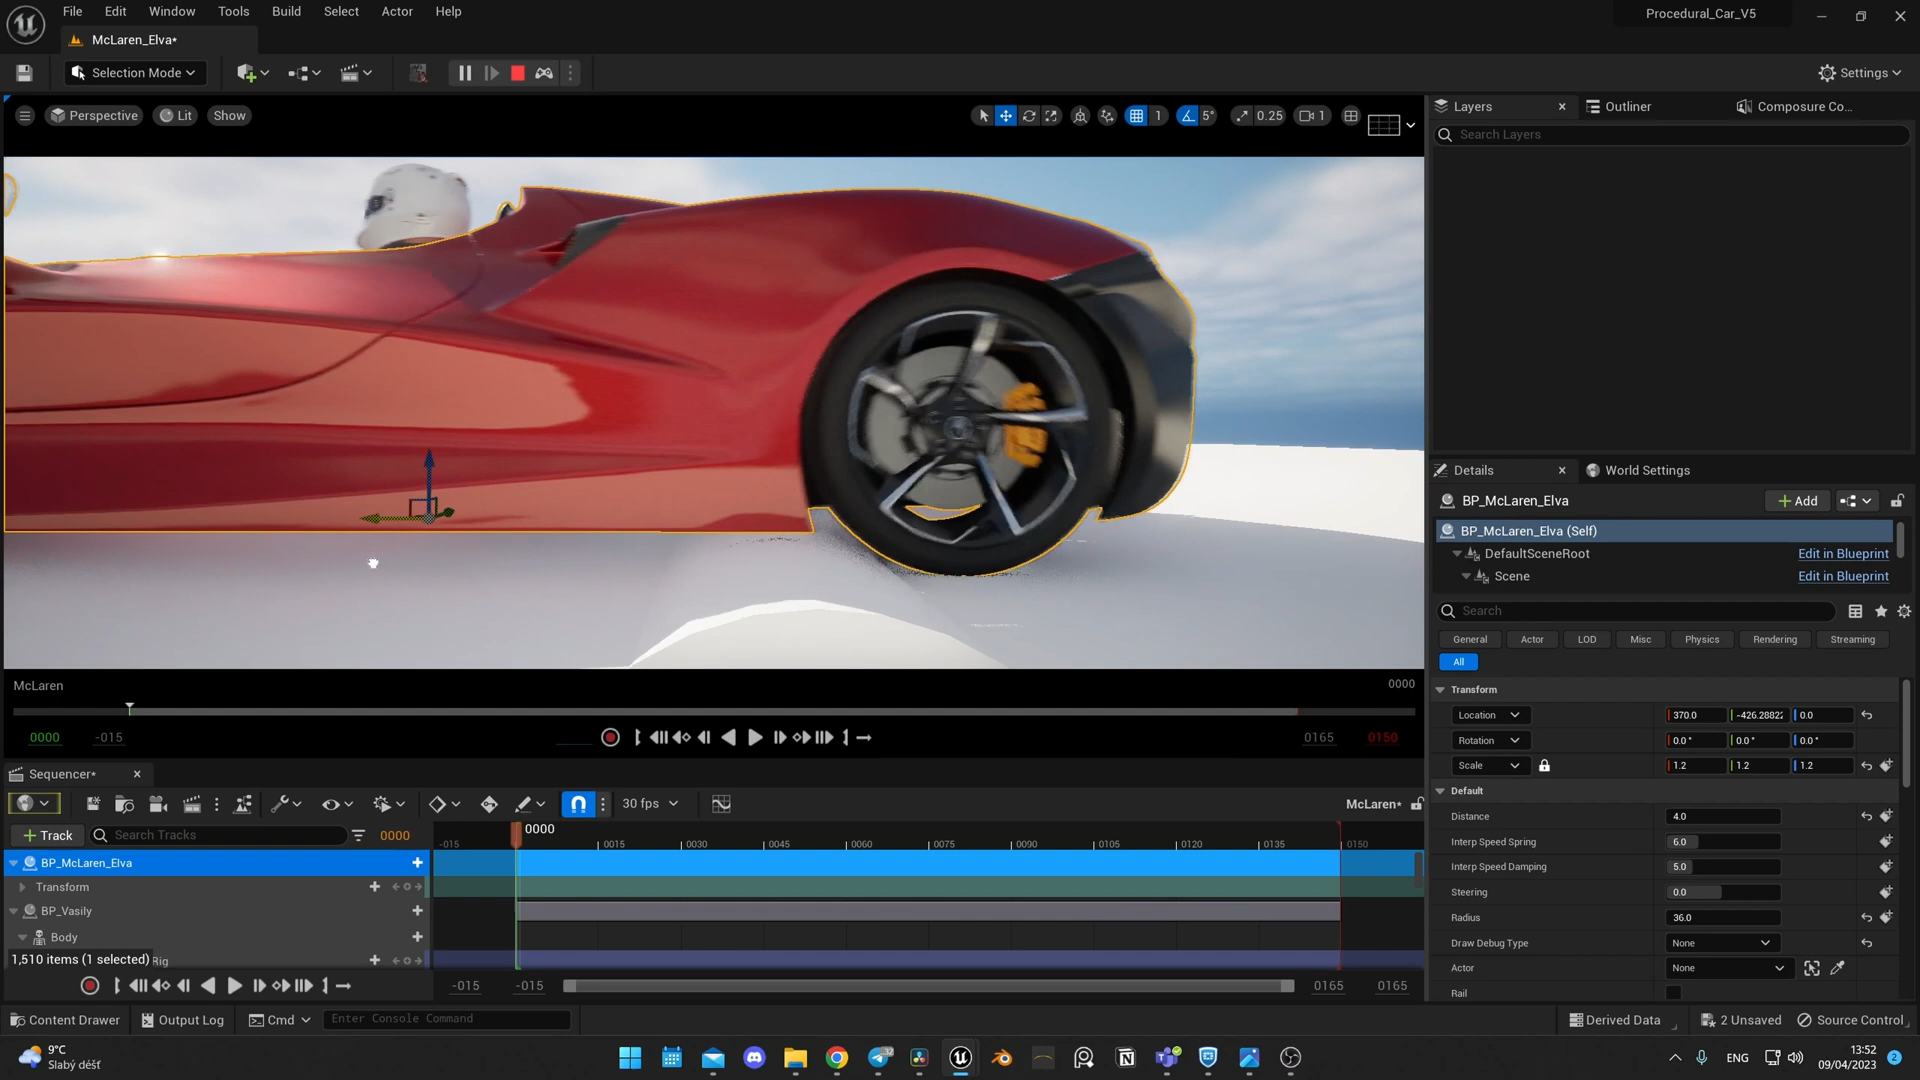 File Edit Window Tools Build Select Actor Help
Procedural_Car_V5
McLaren_Elva*
Selection Mode
Settings
Perspective Lit Show
1 5° 0.25 1
Layers Outliner Composure Co...
Search Layers
Details World Settings
BP_McLaren_Elva
Add
BP_McLaren_Elva (Self)
DefaultSceneRoot Edit in Blueprint
Scene Edit in Blueprint
Search
General Actor LOD Misc Physics Rendering Streaming
All
Transform
Location 370.0 -426.28822 0.0
Rotation 0.0° 0.0° 0.0°
Scale 1.2 1.2 1.2
Default
Distance 4.0
Interp Speed Spring 6.0
Interp Speed Damping 5.0
Steering 0.0
Radius 36.0
Draw Debug Type None
Actor None
Rail
McLaren 0000
0000 -015 0165 0150
Sequencer*
30 fps McLaren*
Track Search Tracks 0000
0000
-015 0015 0030 0045 0060 0075 0090 0105 0120 0135 0150
BP_McLaren_Elva
Transform
BP_Vasily
Body
1,510 items (1 selected) Rig
-015 -015 0165 0165
Content Drawer Output Log Cmd Enter Console Command
Derived Data 2 Unsaved Source Control
9°C
Slabý déšť
32
ENG
13:52
09/04/2023
2